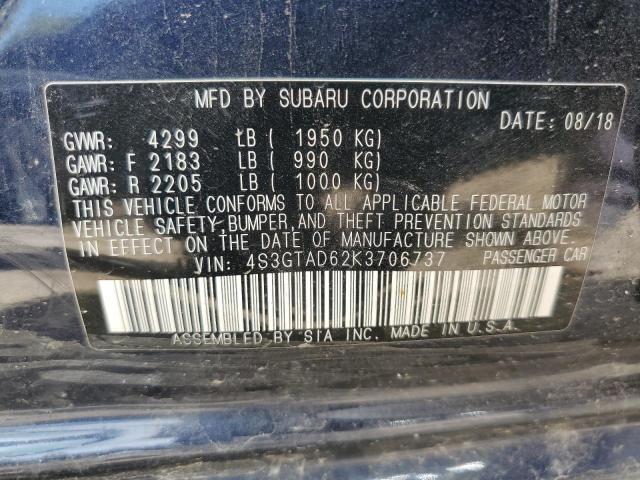 MFD BY SUBARU CORPORATION
DATE: 08/18
GVWR: 4299 LB ( 1950 KG)
GAWR: F 2183 LB ( 990 KG)
GAWR: R 2205 LB ( 1000 KG)
THIS VEHICLE CONFORMS TO ALL APPLICABLE FEDERAL MOTOR
VEHICLE SAFETY,BUMPER,AND THEFT PREVENTION STANDARDS
IN EFFECT ON THE DATE OF MANUFACTURE SHOWN ABOVE.
VIN: 4S3GTAD62K3706737 PASSENGER CAR
ASSEMBLED BY SIA INC. MADE IN U.S.A.